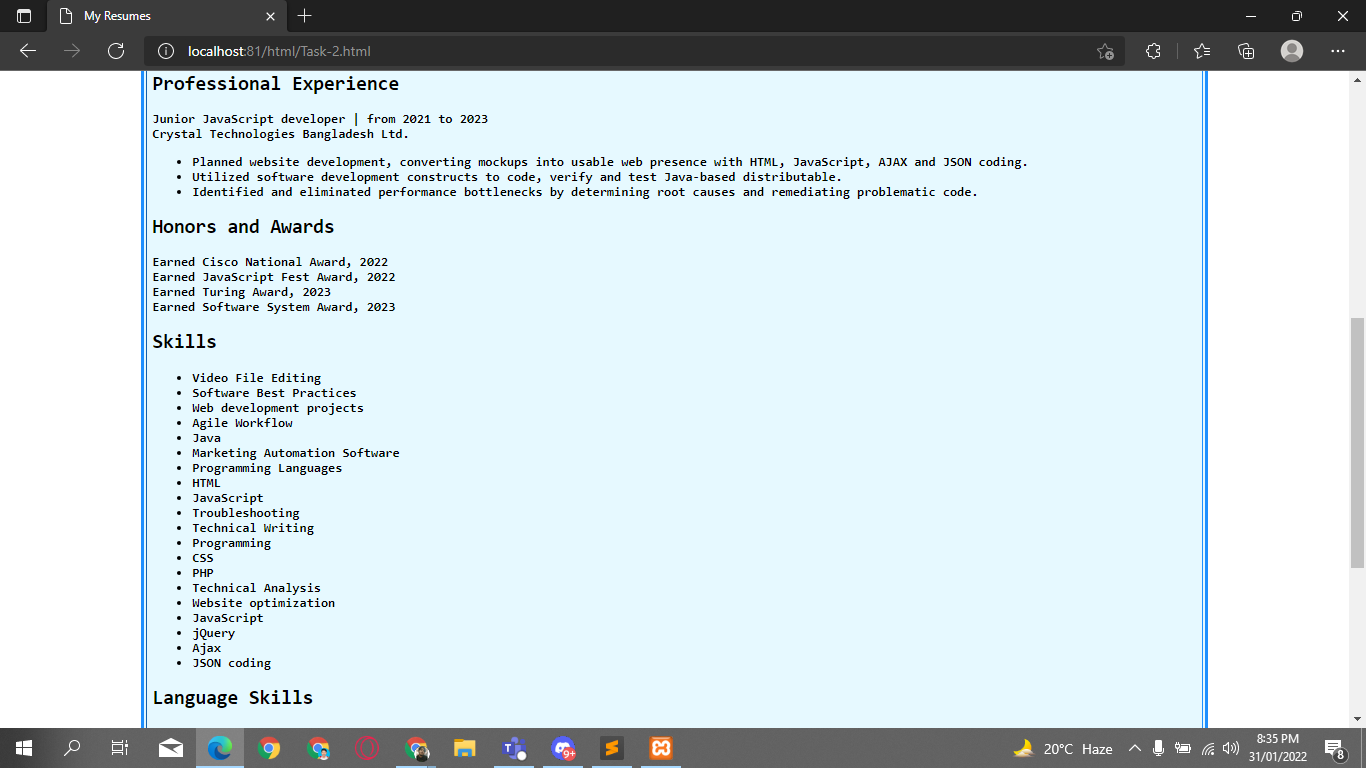 My Resumes
localhost:81/html/Task-2.html
Professional Experience
Junior JavaScript developer | from 2021 to 2023
Crystal Technologies Bangladesh Ltd.
• Planned website development, converting mockups into usable web presence with HTML, JavaScript, AJAX and JSON coding.
• Utilized software development constructs to code, verify and test Java-based distributable.
• Identified and eliminated performance bottlenecks by determining root causes and remediating problematic code.
Honors and Awards
Earned Cisco National Award, 2022
Earned JavaScript Fest Award, 2022
Earned Turing Award, 2023
Earned Software System Award, 2023
Skills
• Video File Editing
• Software Best Practices
• Web development projects
• Agile Workflow
• Java
• Marketing Automation Software
• Programming Languages
• HTML
• JavaScript
• Troubleshooting
• Technical Writing
• Programming
• CSS
• PHP
• Technical Analysis
• Website optimization
• JavaScript
• jQuery
• Ajax
• JSON coding
Language Skills
9+
20°C Haze
8:35 PM
31/01/2022
8